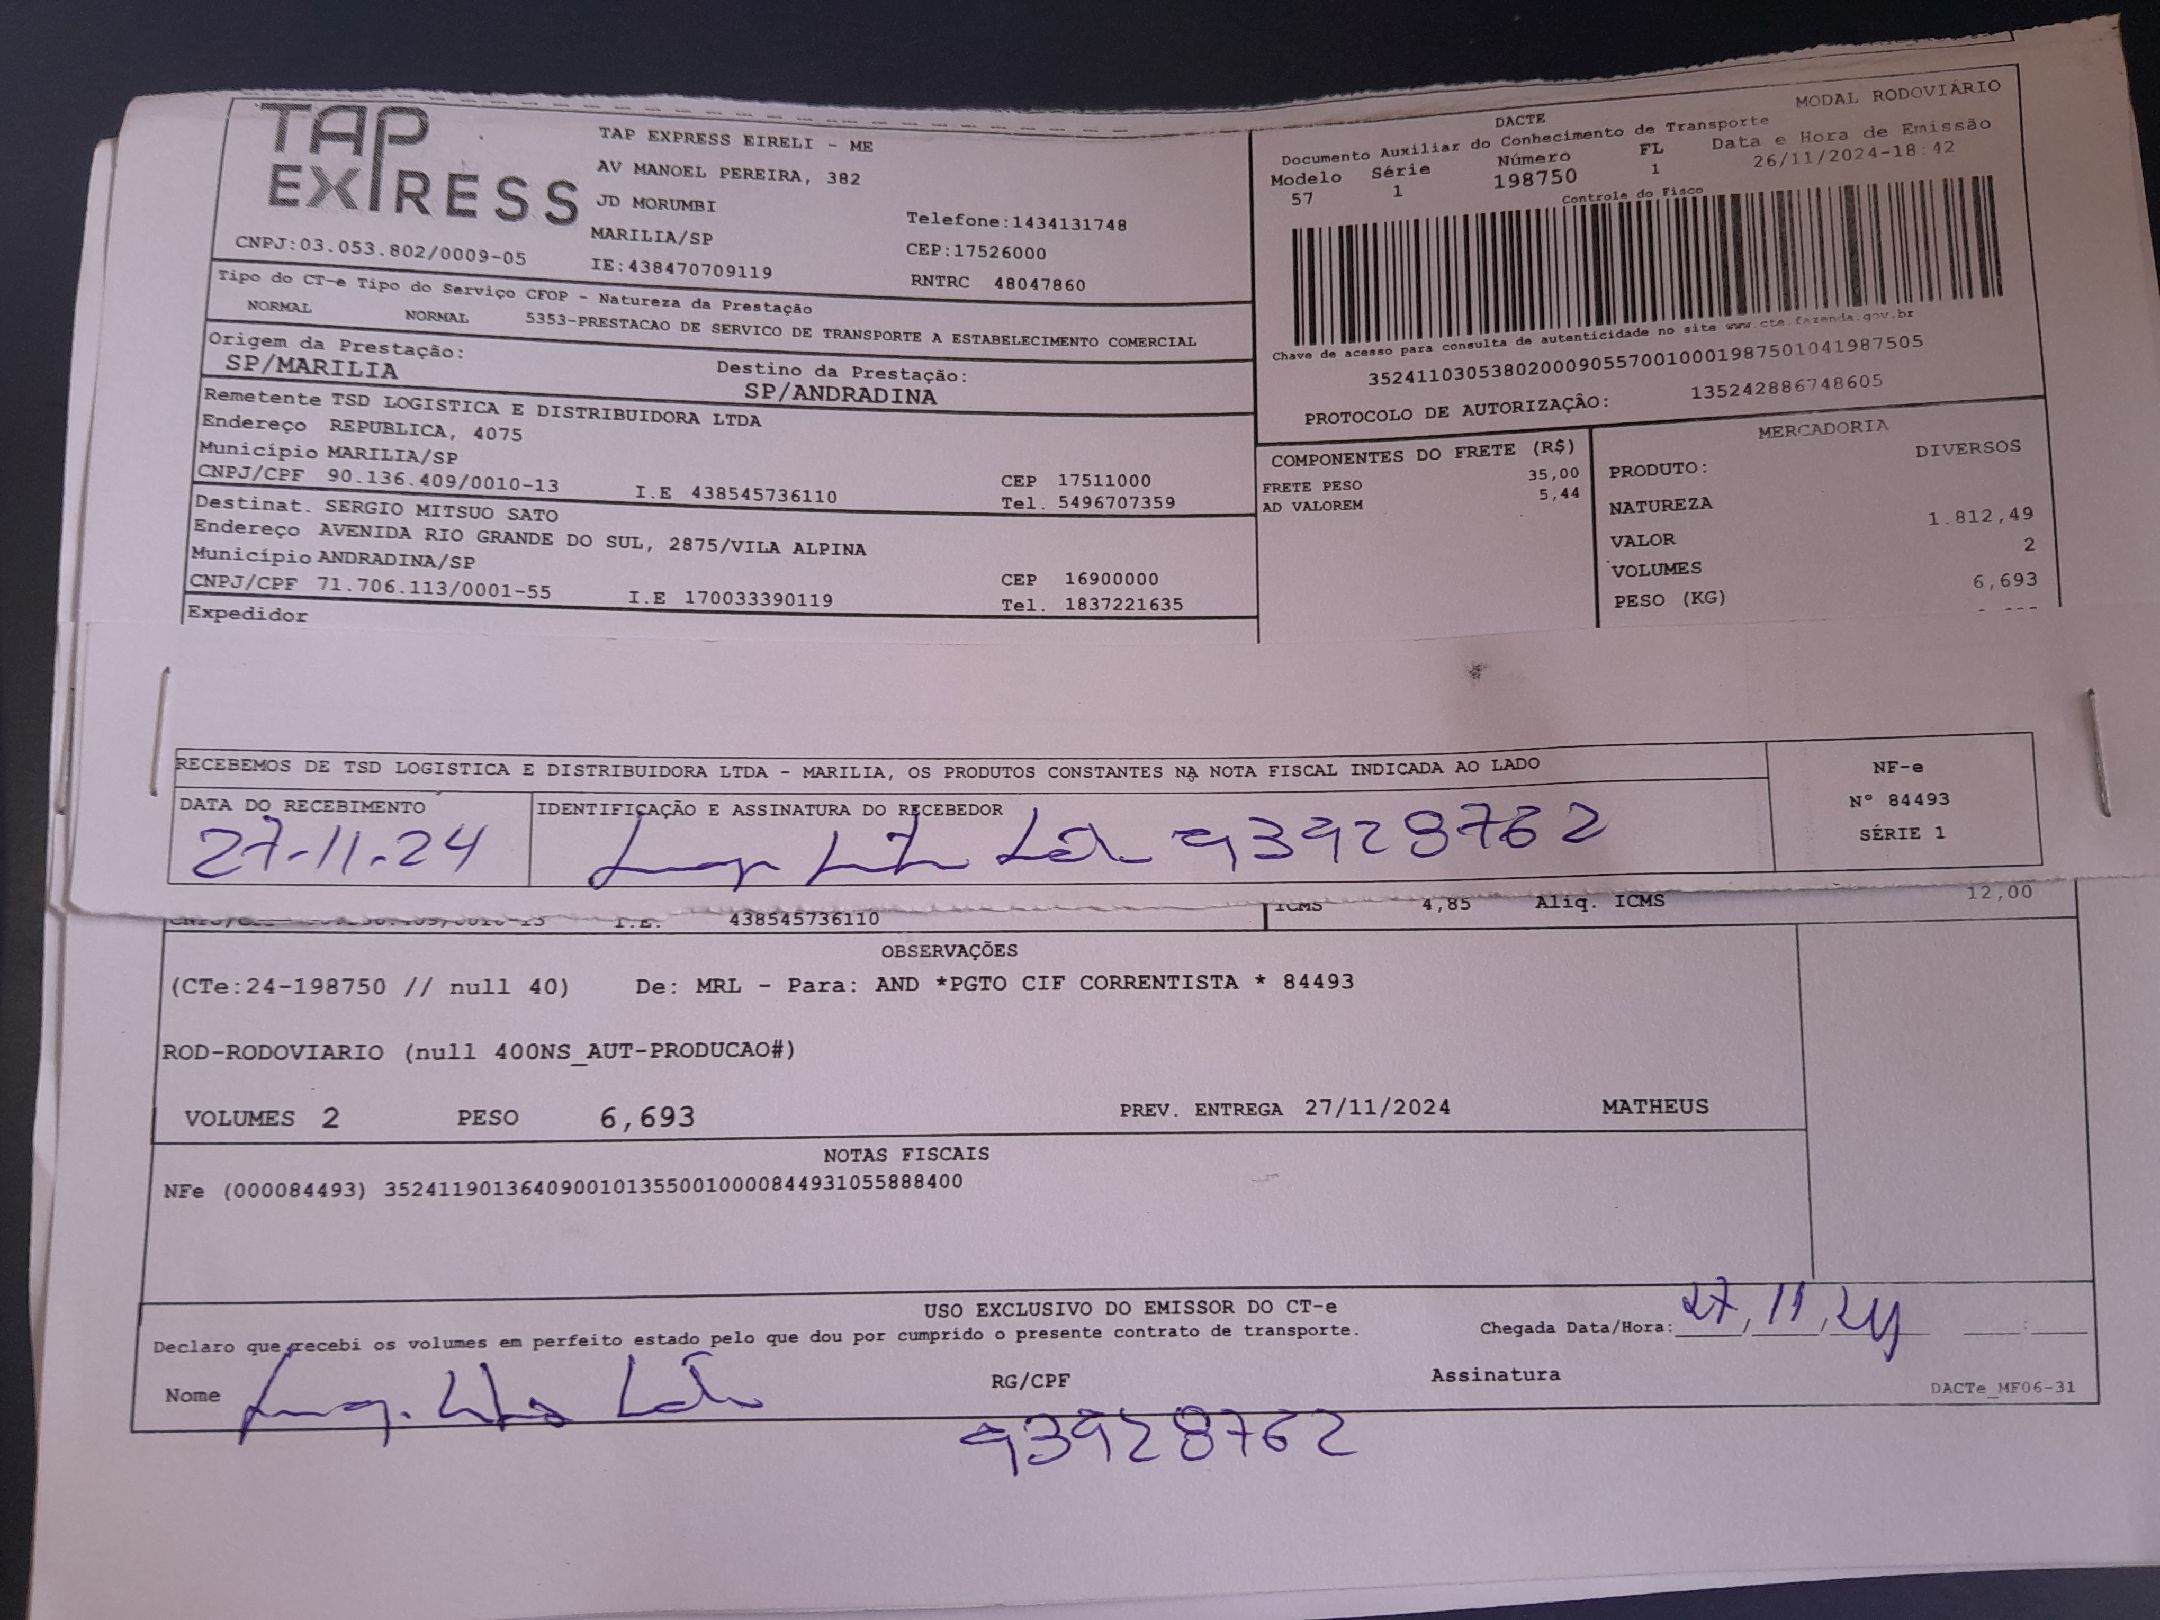 TAP EXPRESS
TAP EXPRESS EIRELI - ME
AV MANOEL PEREIRA, 382
JD MORUMBI
MARILIA/SP
Telefone:1434131748
CEP:17526000
CNPJ:03.053.802/0009-05
IE:438470709119
RNTRC 48047860
DACTE
MODAL RODOVIÁRIO
Documento Auxiliar do Conhecimento de Transporte
Modelo Série Número FL Data e Hora de Emissão
57 1 198750 1 26/11/2024-18:42
Controle do Fisco
Chave de acesso para consulta de autenticidade no site www.cte.fazenda.gov.br
35241103053802000905570010001987501041987505
PROTOCOLO DE AUTORIZAÇÃO: 135242886748605
Tipo do CT-e Tipo do Serviço CFOP - Natureza da Prestação
NORMAL NORMAL 5353-PRESTACAO DE SERVICO DE TRANSPORTE A ESTABELECIMENTO COMERCIAL
Origem da Prestação: Destino da Prestação:
SP/MARILIA SP/ANDRADINA
Remetente TSD LOGISTICA E DISTRIBUIDORA LTDA
Endereço REPUBLICA, 4075
Município MARILIA/SP CEP 17511000
CNPJ/CPF 90.136.409/0010-13 I.E 438545736110 Tel. 5496707359
Destinat. SERGIO MITSUO SATO
Endereço AVENIDA RIO GRANDE DO SUL, 2875/VILA ALPINA
Município ANDRADINA/SP CEP 16900000
CNPJ/CPF 71.706.113/0001-55 I.E 170033390119 Tel. 1837221635
Expedidor
COMPONENTES DO FRETE (R$)
FRETE PESO 35,00
AD VALOREM 5,44
MERCADORIA
PRODUTO: DIVERSOS
NATUREZA
VALOR 1.812,49
VOLUMES 2
PESO (KG) 6,693
RECEBEMOS DE TSD LOGISTICA E DISTRIBUIDORA LTDA - MARILIA, OS PRODUTOS CONSTANTES NA NOTA FISCAL INDICADA AO LADO
NF-e
Nº 84493
SÉRIE 1
DATA DO RECEBIMENTO IDENTIFICAÇÃO E ASSINATURA DO RECEBEDOR
27-11-24 43928762
I.E. 438545736110
ICMS 4,85 Aliq. ICMS 12,00
OBSERVAÇÕES
(CTe:24-198750 // null 40) De: MRL - Para: AND *PGTO CIF CORRENTISTA * 84493
ROD-RODOVIARIO (null 400NS_AUT-PRODUCAO#)
VOLUMES 2 PESO 6,693 PREV. ENTREGA 27/11/2024 MATHEUS
NOTAS FISCAIS
NFe (000084493) 35241190136409001013550010000844931055888400
USO EXCLUSIVO DO EMISSOR DO CT-e
Declaro que recebi os volumes em perfeito estado pelo que dou por cumprido o presente contrato de transporte.
Chegada Data/Hora: 27/11/24
Nome RG/CPF Assinatura
43928762
DACTe_MF06-31